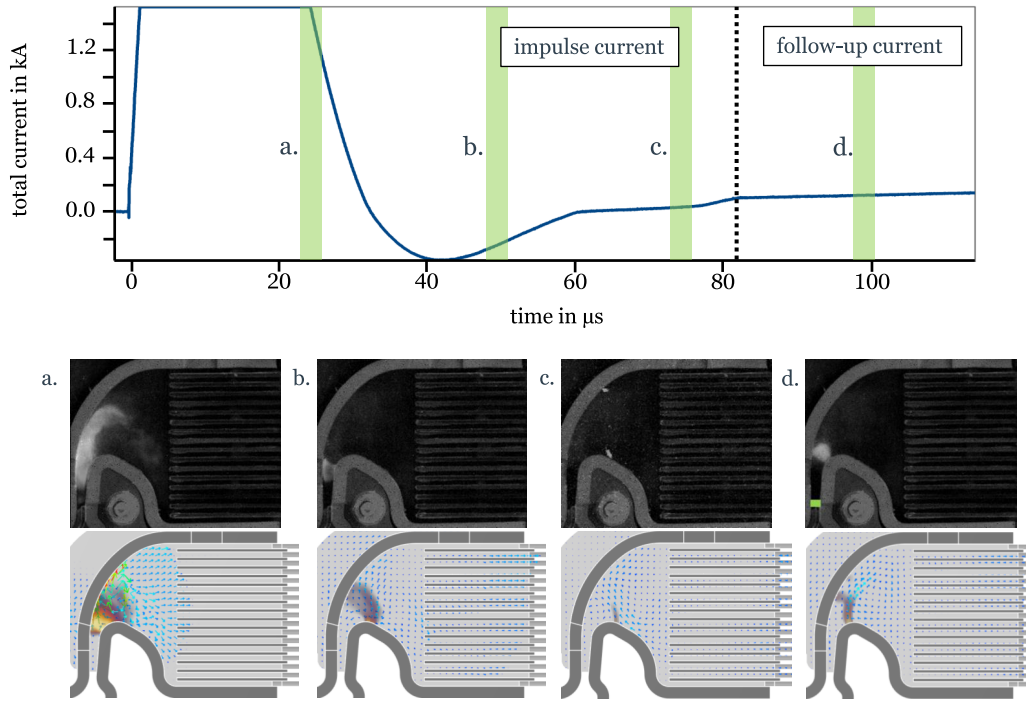 total current in kA
1.2
0.8
0.4
0.0
impulse current
follow-up current
a.
b.
c.
d.
0
20
40
60
80
100
time in µs
a.
b.
c.
d.